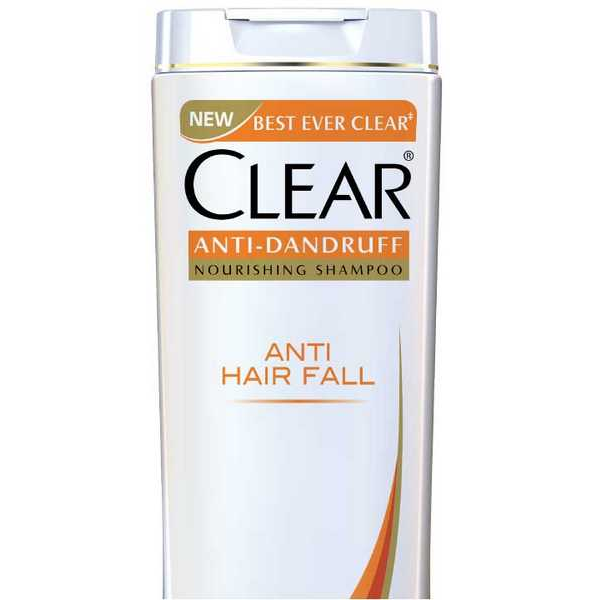 NEW BEST EVER CLEAR‡
CLEAR®
ANTI-DANDRUFF
NOURISHING SHAMPOO
ANTI
HAIR FALL